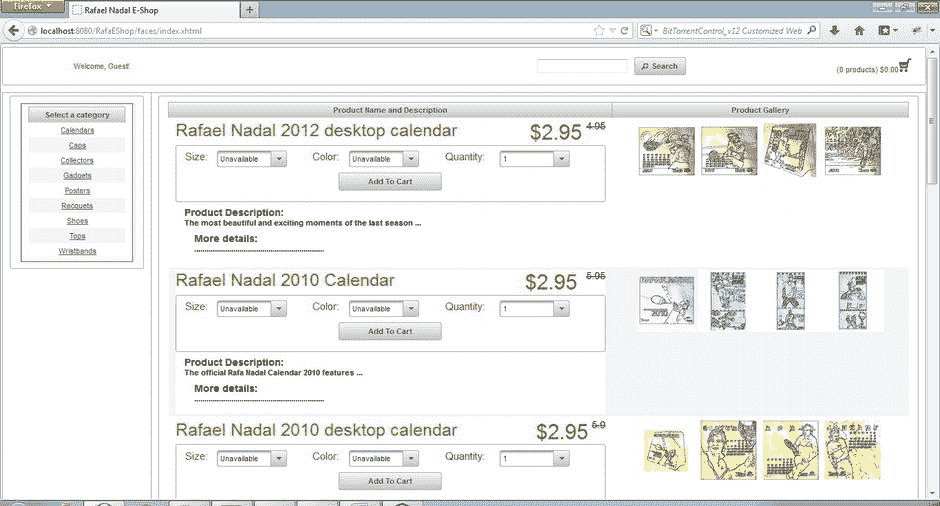 Firefox
Rafael Nadal E-Shop
localhost:8080/RafaEShop/faces/index.xhtml
BitTorrentControl_v12 Customized Web
Welcome, Guest!
Search
(0 products) $0.00
Select a category
Calendars
Caps
Collectors
Gadgets
Posters
Racquets
Shoes
Tops
Wristbands
Product Name and Description
Product Gallery
Rafael Nadal 2012 desktop calendar $2.95 4.95
Size: Unavailable Color: Unavailable Quantity: 1
Add To Cart
Product Description:
The most beautiful and exciting moments of the last season ...
More details:
Rafael Nadal 2010 Calendar $2.95 5.95
Size: Unavailable Color: Unavailable Quantity: 1
Add To Cart
Product Description:
The official Rafa Nadal Calendar 2010 features ...
More details:
Rafael Nadal 2010 desktop calendar $2.95 5.9
Size: Unavailable Color: Unavailable Quantity: 1
Add To Cart